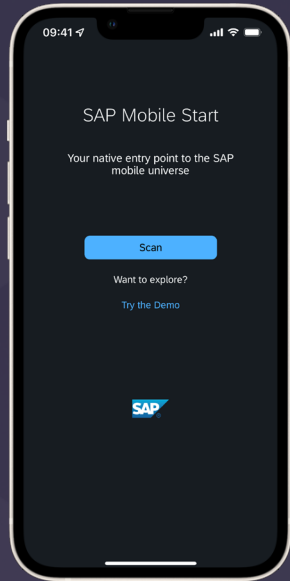 09:41
SAP Mobile Start
Your native entry point to the SAP
mobile universe
Scan
Want to explore?
Try the Demo
SAP